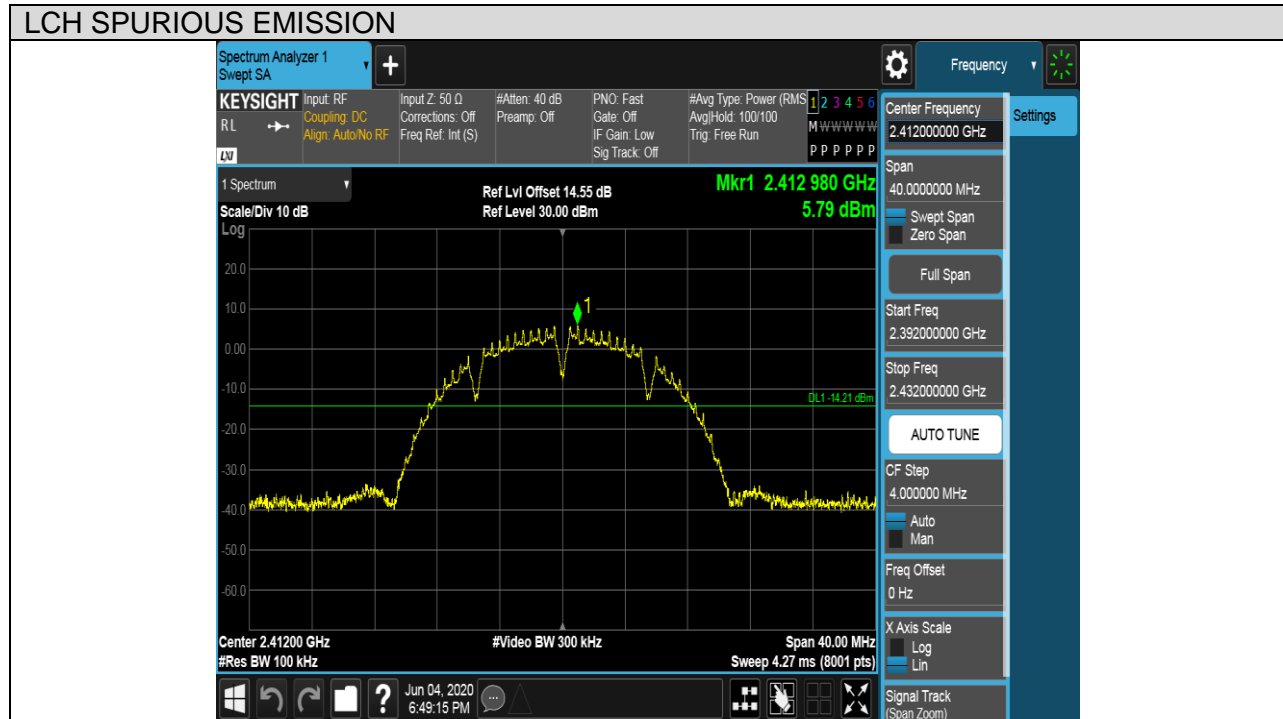 LCH SPURIOUS EMISSION
Spectrum Analyzer 1
Swept SA
+
Frequency
KEYSIGHT
RL
LXI
Input: RF
Coupling: DC
Align: Auto/No RF
Input Z: 50 Ω
Corrections: Off
Freq Ref: Int (S)
#Atten: 40 dB
Preamp: Off
PNO: Fast
Gate: Off
IF Gain: Low
Sig Track: Off
#Avg Type: Power (RMS
Avg|Hold: 100/100
Trig: Free Run
1 2 3 4 5 6
M W W W W W
P P P P P P
1 Spectrum
Scale/Div 10 dB
Log
Ref Lvl Offset 14.55 dB
Ref Level 30.00 dBm
Mkr1 2.412 980 GHz
5.79 dBm
20.0
10.0
0.00
-10.0
-20.0
-30.0
-40.0
-50.0
-60.0
1
DL1 -14.21 dBm
Center 2.41200 GHz
#Res BW 100 kHz
#Video BW 300 kHz
Span 40.00 MHz
Sweep 4.27 ms (8001 pts)
Center Frequency
2.412000000 GHz
Settings
Span
40.0000000 MHz
Swept Span
Zero Span
Full Span
Start Freq
2.392000000 GHz
Stop Freq
2.432000000 GHz
AUTO TUNE
CF Step
4.000000 MHz
Auto
Man
Freq Offset
0 Hz
X Axis Scale
Log
Lin
Signal Track
(Span Zoom)
?
Jun 04, 2020
6:49:15 PM